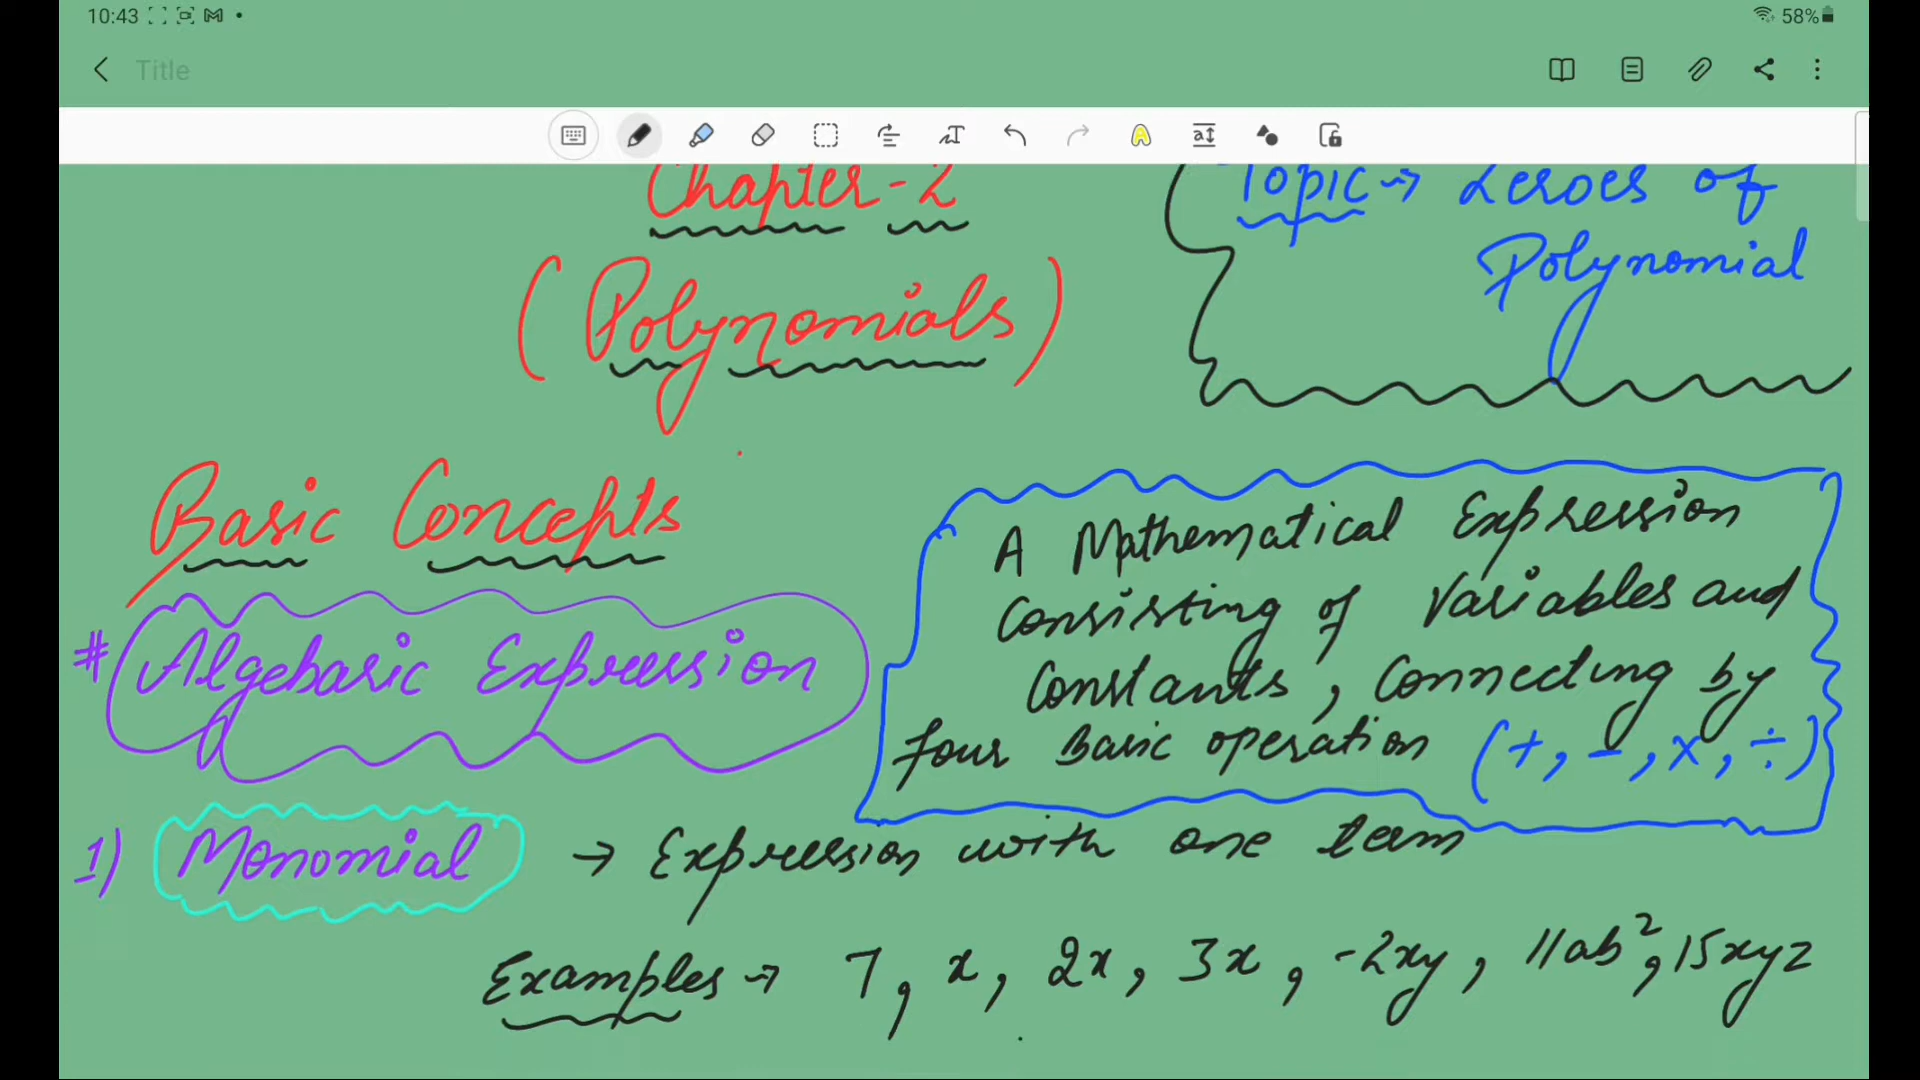 10:43
58%
Title
Chapter-2
Topic → Zeroes of
Polynomial
(Polynomials)
Basic Concepts
A Mathematical Expression
Consisting of Variables and
Constants, Connecting by
four Basic operation (+, -, x, ÷)
# Algebaric Expression
1) Monomial → Expression with one term
Examples → 7, x, 2x, 3x, -2xy, 11ab², 15xyz